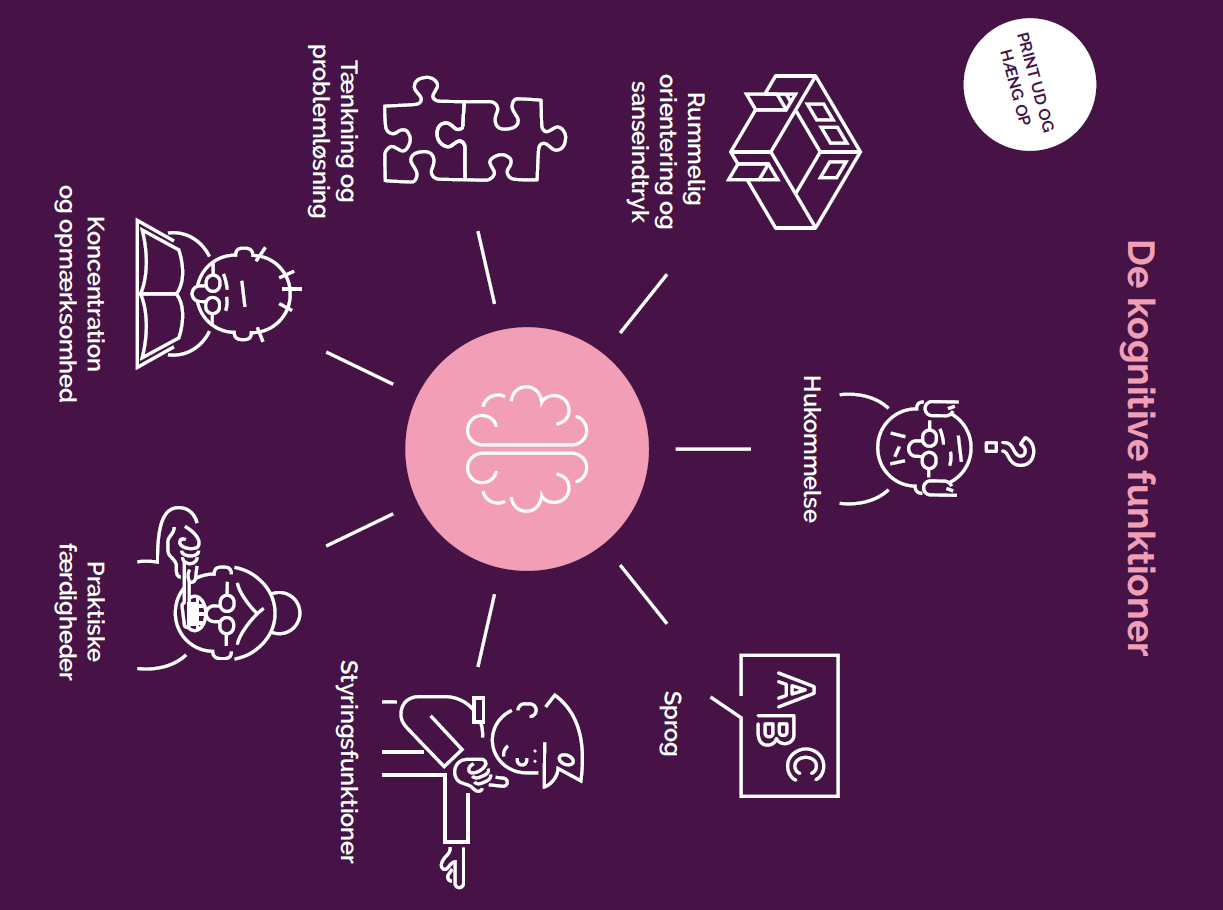 PRINT UD OG
HÆNG OP
De kognitive funktioner
Hukommelse
Rummelig
orientering og
sanseindtryk
Sprog
A
B
C
Tænkning og
problemløsning
Styringsfunktioner
Koncentration
og opmærksomhed
Praktiske
færdigheder
?